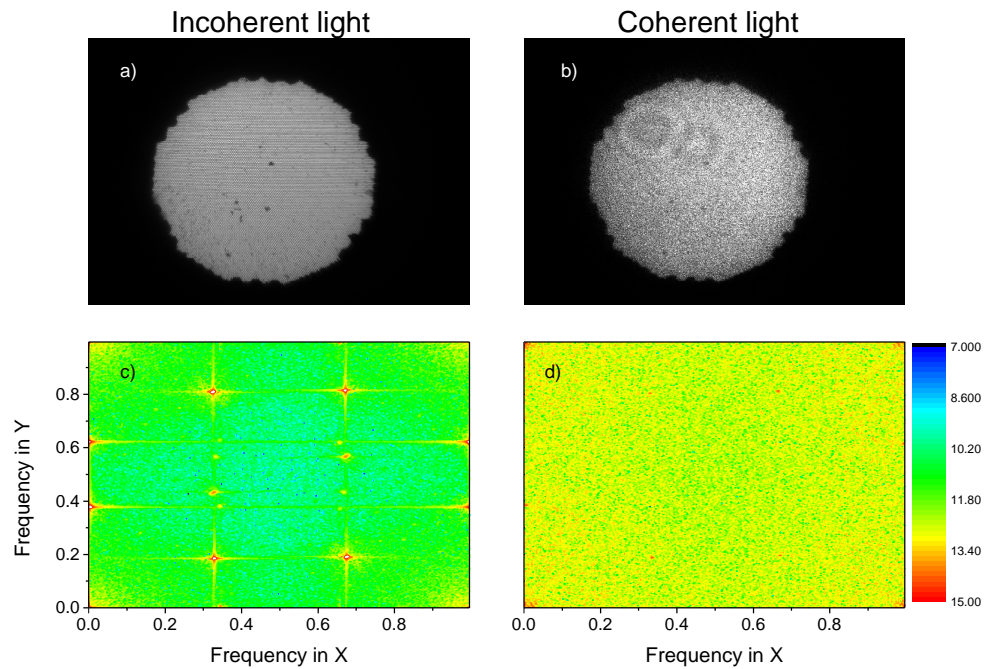 Incoherent light
Coherent light
a)
b)
c)
d)
Frequency in Y
0.0
0.2
0.4
0.6
0.8
0.0 0.2 0.4 0.6 0.8
Frequency in X
0.0 0.2 0.4 0.6 0.8
Frequency in X
7.000
8.600
10.20
11.80
13.40
15.00